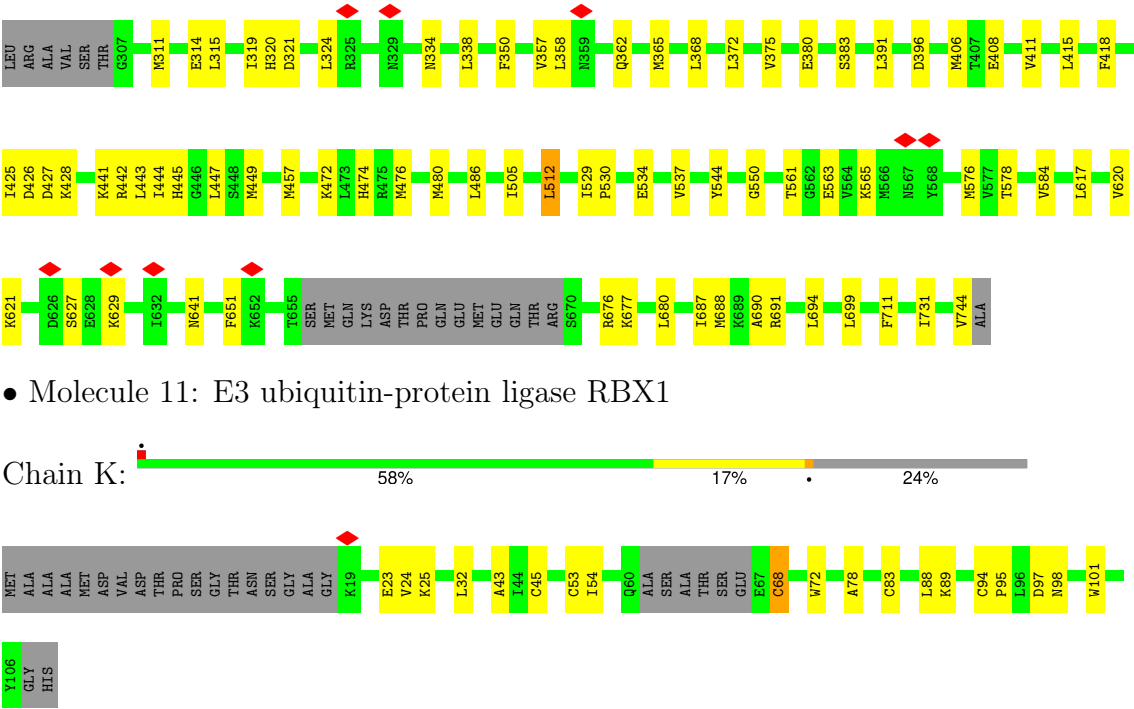 LEU ARG ALA VAL SER THR G307 M311 E314 L315 I319 H320 D321 L324 R325 N329 N334 L338 F350 V357 L358 N359 Q362 M365 L368 L372 V375 E380 S383 L391 D396 M406 T407 E408 V411 L415 F418
I425 D426 D427 K428 K441 R442 L443 I444 H445 G446 L447 S448 M449 M457 K472 L473 H474 R475 M476 M480 L486 I505 L512 I529 P530 E534 V537 Y544 G550 T561 G562 E563 V564 K565 M566 N567 Y568 M576 V577 T578 V584 L617 V620
K621 D626 S627 E628 K629 I632 N641 F651 K652 T655 SER MET GLN LYS ASP THR PRO GLN GLU MET GLU GLN THR ARG S670 R676 K677 L680 I687 M688 K689 A690 R691 L694 L699 F711 I731 V744 ALA
• Molecule 11: E3 ubiquitin-protein ligase RBX1
Chain K: 58% 17% • 24%
MET ALA ALA ALA MET ASP VAL ASP THR PRO SER GLY THR ASN SER GLY ALA GLY K19 E23 V24 K25 L32 A43 I44 C45 C53 I54 Q60 ALA SER ALA THR SER GLU E67 C68 W72 A78 C83 L88 K89 C94 P95 L96 D97 N98 W101
Y106 GLY HIS